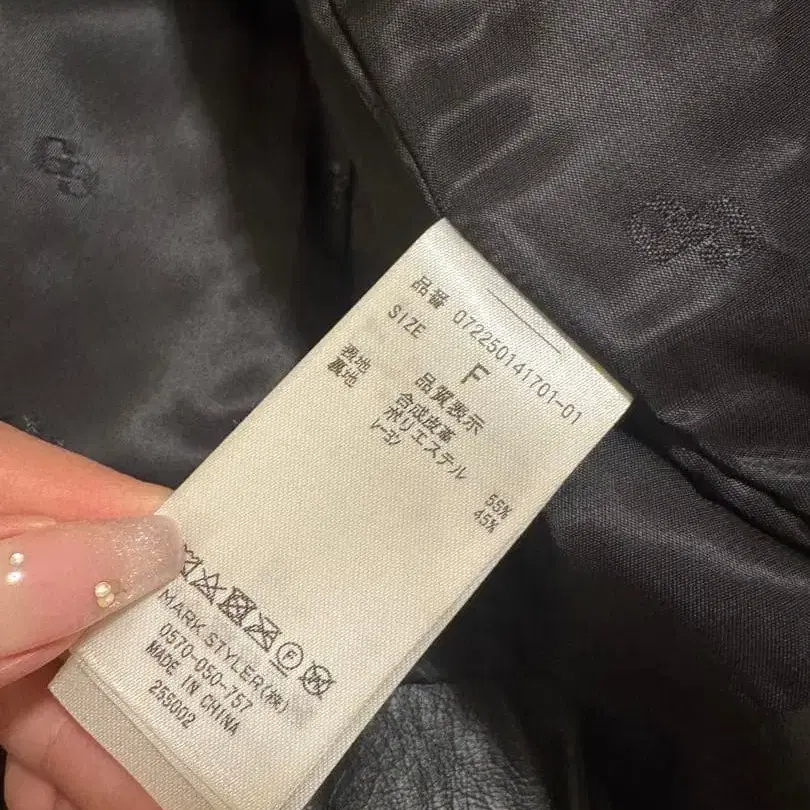 品番 072250141701-01
SIZE F
品質表示
表地 合成皮革
裏地 ポリエステル 55%
レーヨン 45%
MARK STYLER(株)
0570-050-757
MADE IN CHINA
255002